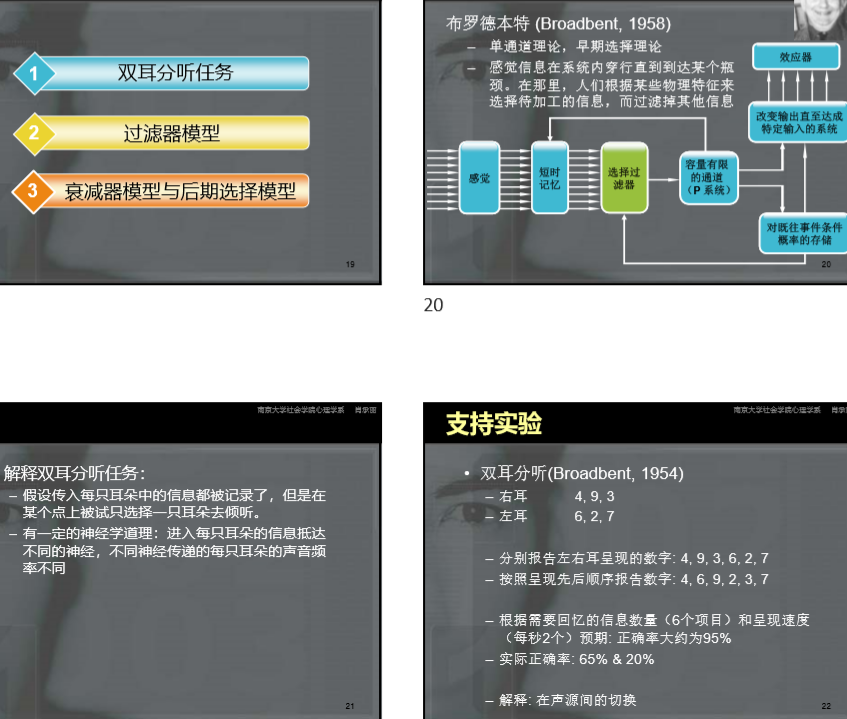 1
双耳分听任务
2
过滤器模型
3
衰减器模型与后期选择模型
19
布罗德本特 (Broadbent, 1958)
– 单通道理论，早期选择理论
– 感觉信息在系统内穿行直到到达某个瓶
颈。在那里，人们根据某些物理特征来
选择待加工的信息，而过滤掉其他信息
效应器
改变输出直至达成
特定输入的系统
感觉
短时
记忆
选择过
滤器
容量有限
的通道
（P 系统）
对既往事件条件
概率的存储
20
20
南京大学社会学院心理学系
解释双耳分听任务：
– 假设传入每只耳朵中的信息都被记录了，但是在
某个点上被试只选择一只耳朵去倾听。
– 有一定的神经学道理：进入每只耳朵的信息抵达
不同的神经，不同神经传递的每只耳朵的声音频
率不同
21
南京大学社会学院心理学系
支持实验
• 双耳分听(Broadbent, 1954)
– 右耳 4, 9, 3
– 左耳 6, 2, 7
– 分别报告左右耳呈现的数字: 4, 9, 3, 6, 2, 7
– 按照呈现先后顺序报告数字: 4, 6, 9, 2, 3, 7
– 根据需要回忆的信息数量（6个项目）和呈现速度
（每秒2个）预期: 正确率大约为95%
– 实际正确率: 65% & 20%
– 解释: 在声源间的切换
22